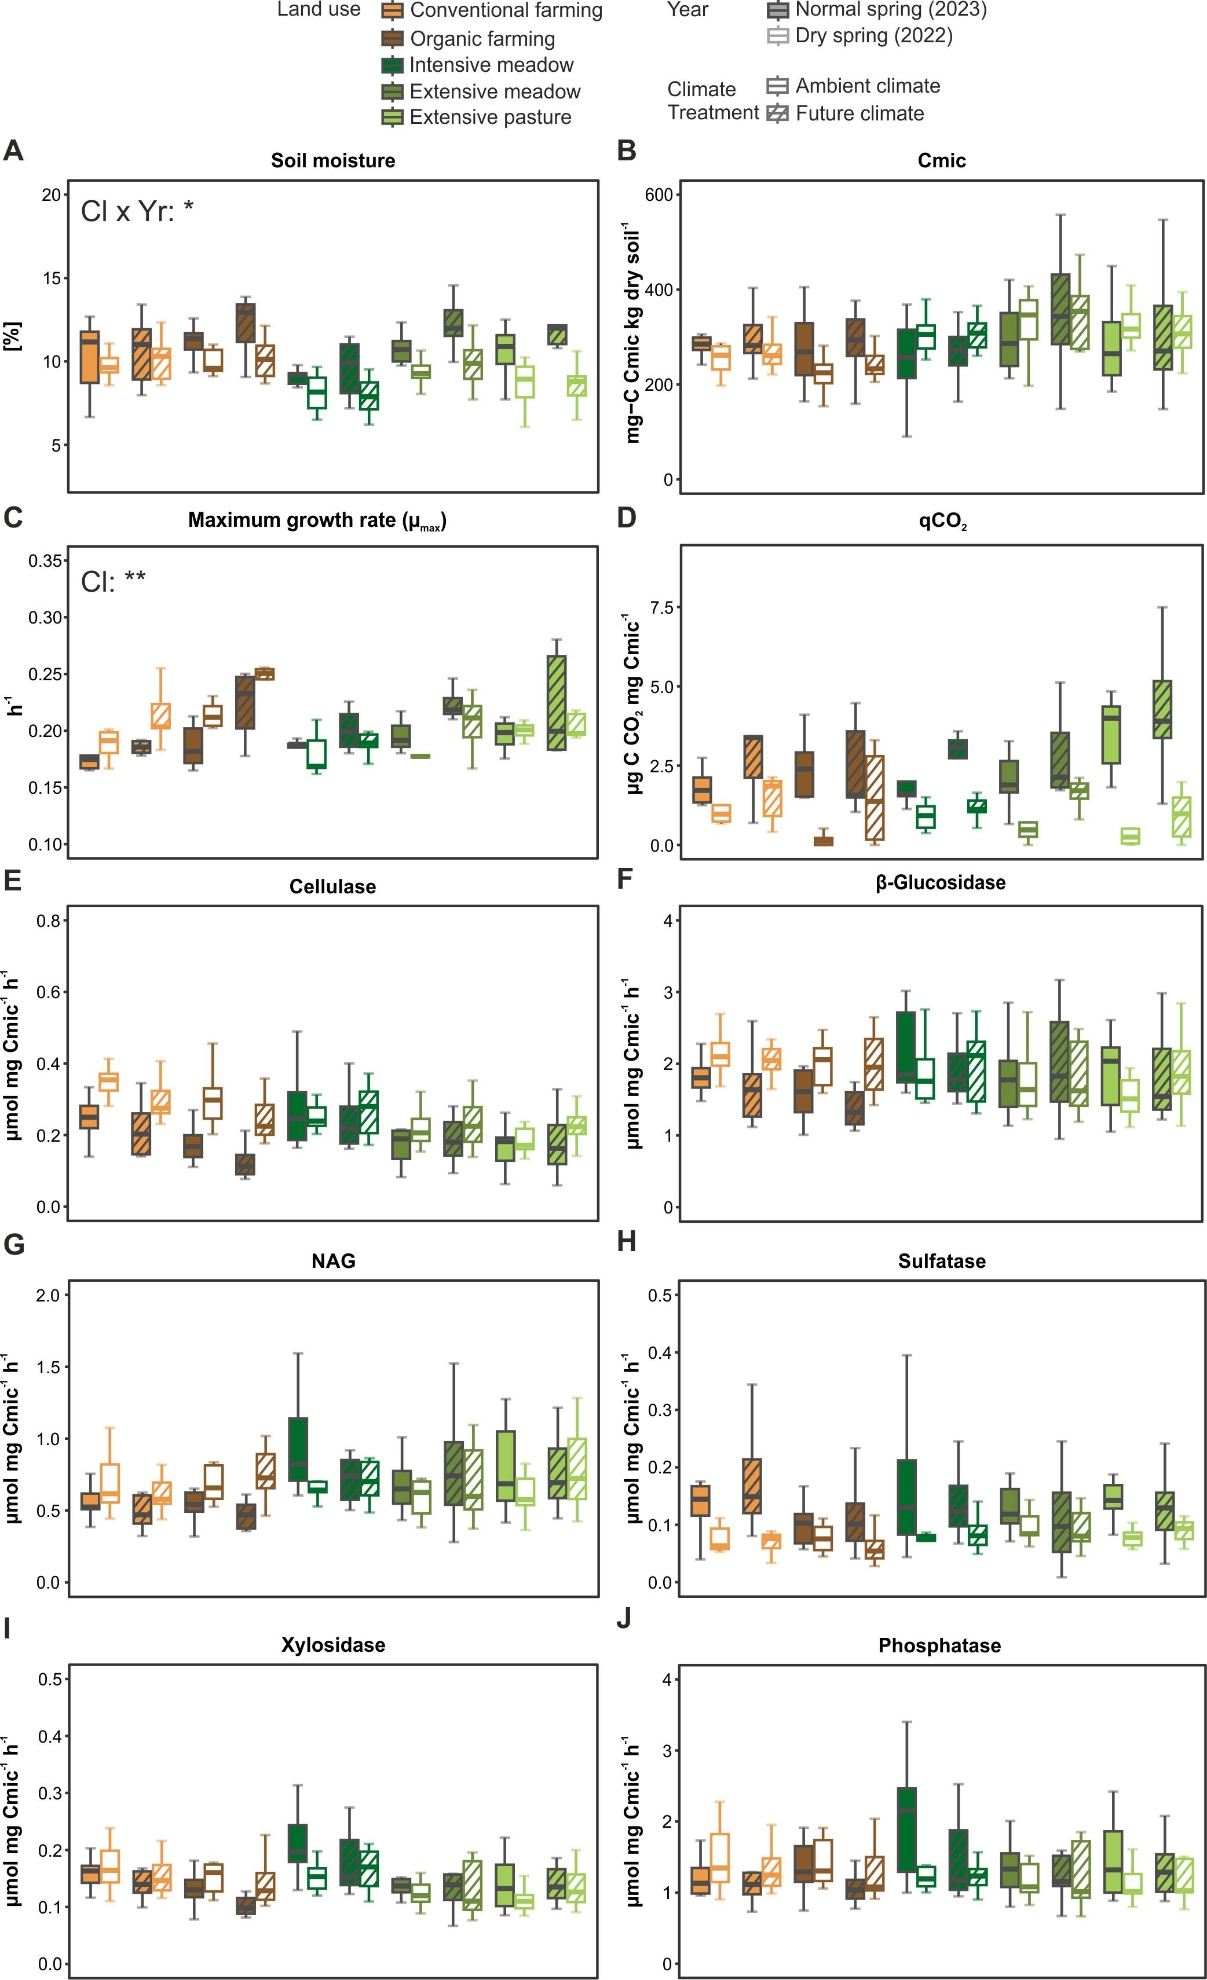 Land use
Conventional farming
Organic farming
Intensive meadow
Extensive meadow
Extensive pasture
Year
Normal spring (2023)
Dry spring (2022)
Climate
Treatment
Ambient climate
Future climate
A
Soil moisture
Cl x Yr: *
[%]
20
15
10
5
B
Cmic
mg−C Cmic kg dry soil⁻¹
600
400
200
0
C
Maximum growth rate (µmax)
Cl: **
h⁻¹
0.35
0.30
0.25
0.20
0.15
0.10
D
qCO₂
µg C CO₂ mg Cmic⁻¹
7.5
5.0
2.5
0.0
E
Cellulase
µmol mg Cmic⁻¹ h⁻¹
0.8
0.6
0.4
0.2
0.0
F
β-Glucosidase
µmol mg Cmic⁻¹ h⁻¹
4
3
2
1
0
G
NAG
µmol mg Cmic⁻¹ h⁻¹
2.0
1.5
1.0
0.5
0.0
H
Sulfatase
µmol mg Cmic⁻¹ h⁻¹
0.5
0.4
0.3
0.2
0.1
0.0
I
Xylosidase
µmol mg Cmic⁻¹ h⁻¹
0.5
0.4
0.3
0.2
0.1
0.0
J
Phosphatase
µmol mg Cmic⁻¹ h⁻¹
4
3
2
1
0